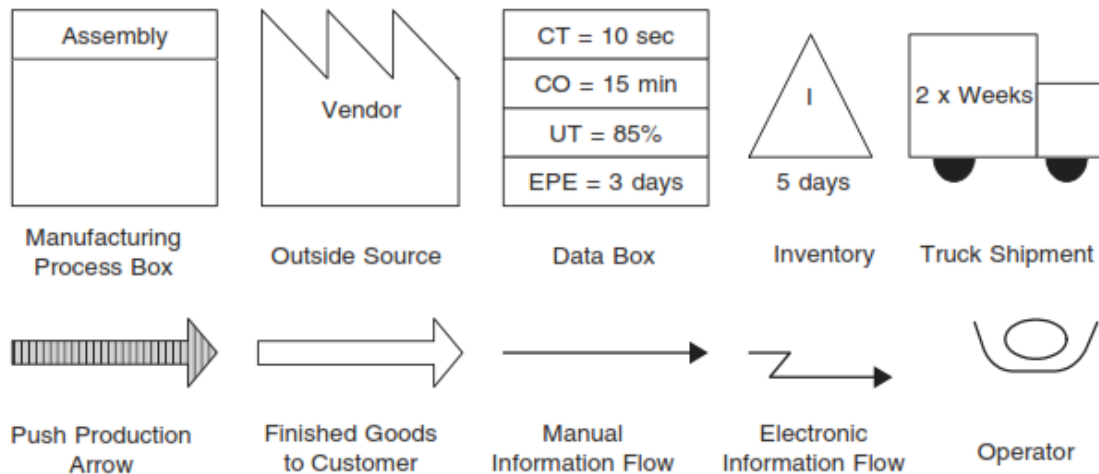 Assembly
Vendor
CT = 10 sec
CO = 15 min
UT = 85%
EPE = 3 days
I
5 days
2 x Weeks
Manufacturing
Process Box
Outside Source
Data Box
Inventory
Truck Shipment
Push Production
Arrow
Finished Goods
to Customer
Manual
Information Flow
Electronic
Information Flow
Operator